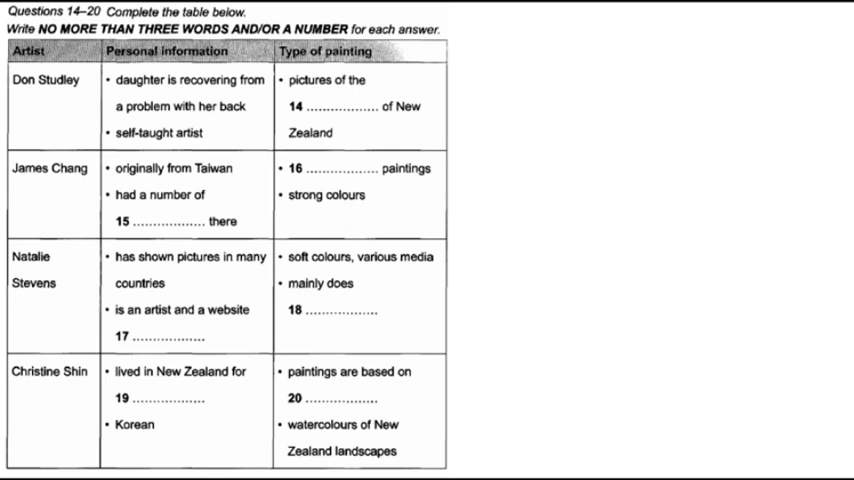 Questions 14–20 Complete the table below.
Write NO MORE THAN THREE WORDS AND/OR A NUMBER for each answer.
Artist
Personal information
Type of painting
Don Studley
• daughter is recovering from
a problem with her back
• self-taught artist
• pictures of the
14 .................. of New
Zealand
James Chang
• originally from Taiwan
• had a number of
15 .................. there
• 16 .................. paintings
• strong colours
Natalie
Stevens
• has shown pictures in many
countries
• is an artist and a website
17 ..................
• soft colours, various media
• mainly does
18 ..................
Christine Shin
• lived in New Zealand for
19 ..................
• Korean
• paintings are based on
20 ..................
• watercolours of New
Zealand landscapes